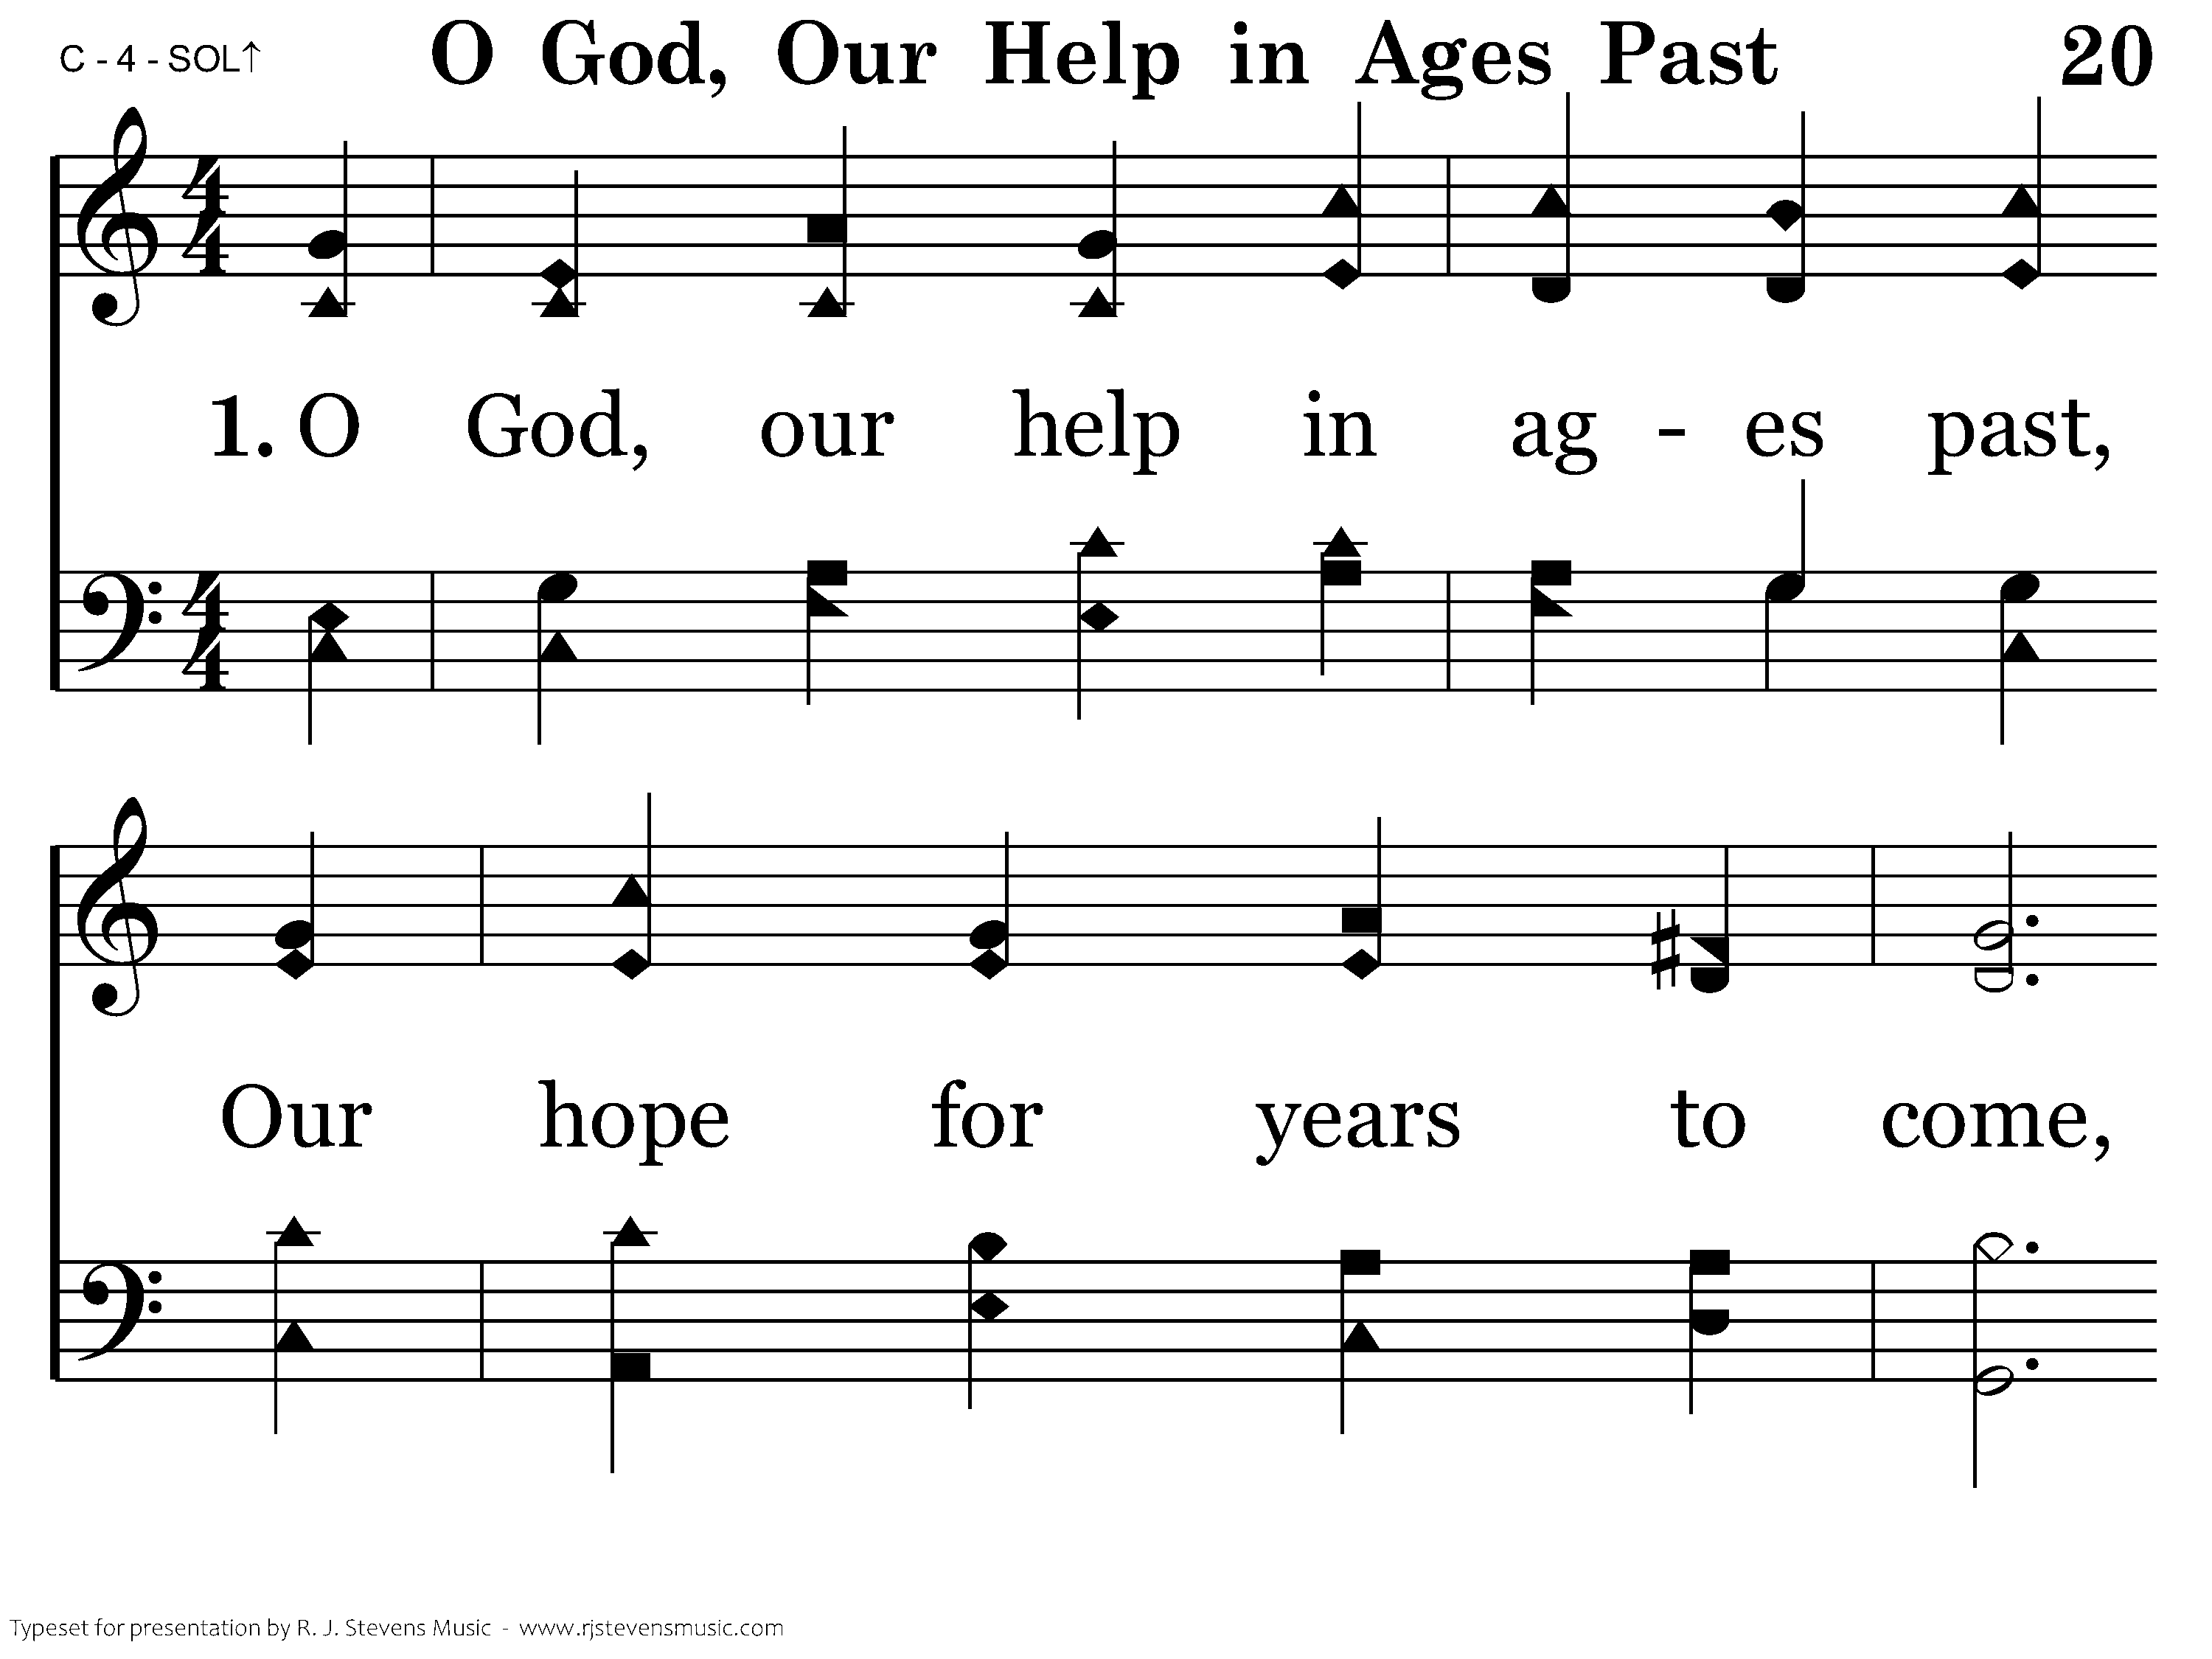 C - 4 - SOL↑ O God, Our Help in Ages Past 20
1. O God, our help in ag - es past,
Our hope for years to come,
Typeset for presentation by R. J. Stevens Music - www.rjstevensmusic.com